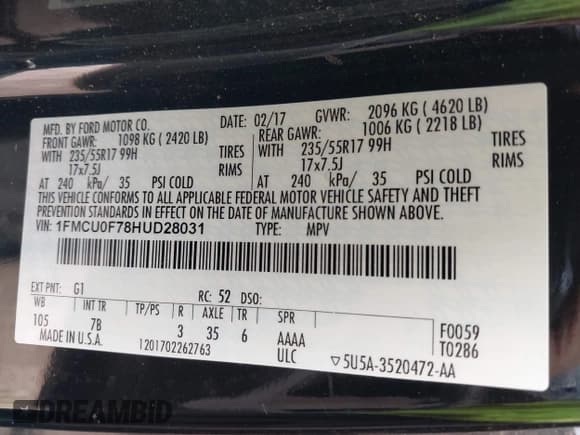 MFD. BY FORD MOTOR CO.
DATE: 02/17 GVWR: 2096 KG ( 4620 LB)
FRONT GAWR: 1098 KG ( 2420 LB) REAR GAWR: 1006 KG ( 2218 LB)
WITH 235/55R17 99H TIRES WITH 235/55R17 99H TIRES
17x7.5J RIMS 17x7.5J RIMS
AT 240 kPa/ 35 PSI COLD AT 240 kPa/ 35 PSI COLD
THIS VEHICLE CONFORMS TO ALL APPLICABLE FEDERAL MOTOR VEHICLE SAFETY AND THEFT
PREVENTION STANDARDS IN EFFECT ON THE DATE OF MANUFACTURE SHOWN ABOVE.
VIN: 1FMCU0F78HUD28031 TYPE: MPV
EXT PNT: G1 RC: 52 DSO:
WB INT TR TP/PS R AXLE TR SPR
105 7B 3 35 6 AAAA F0059
MADE IN U.S.A. 1201702262763 ULC T0286
▽5U5A-3520472-AA
DREAMBID